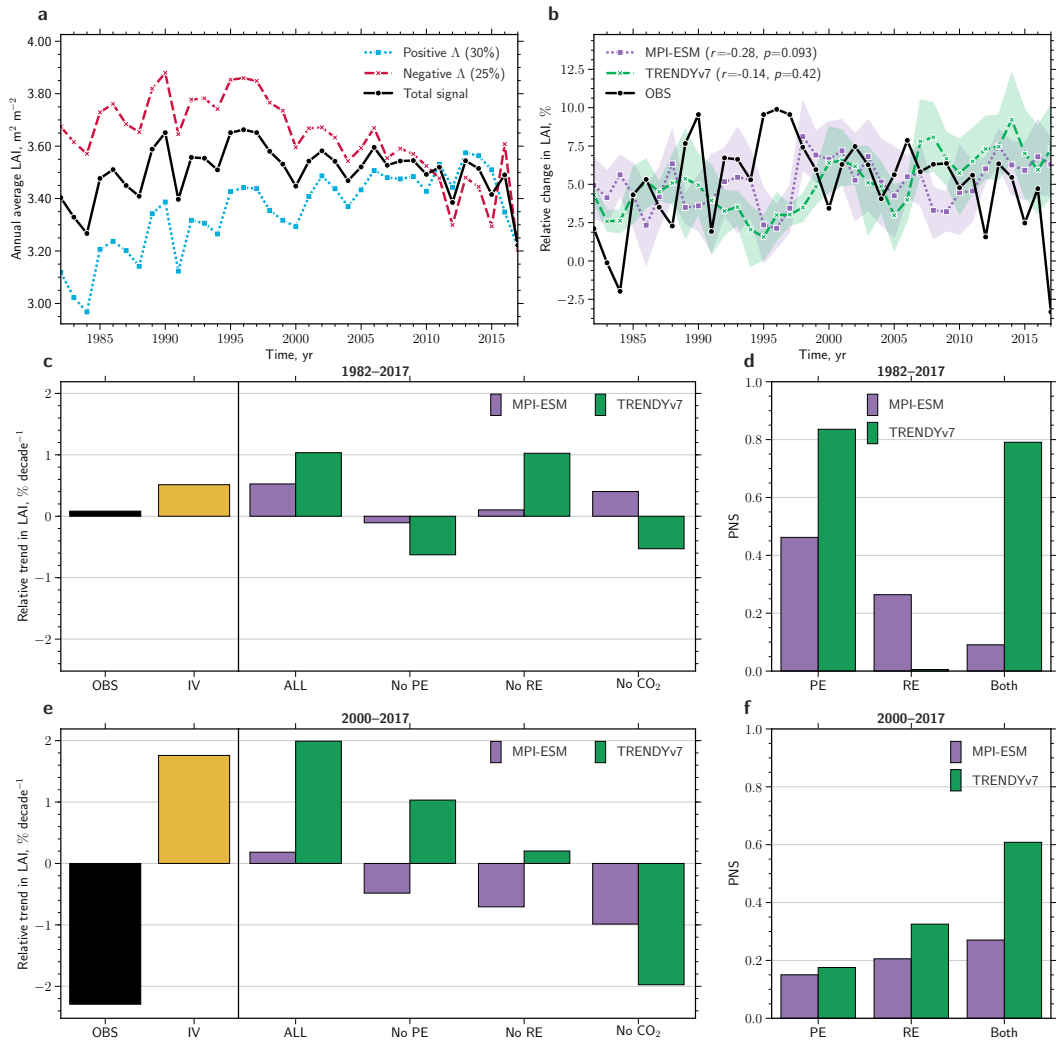 a
4.00
3.80
3.60
3.40
3.20
3.00
Annual average LAI, m² m⁻²
Positive Λ (30%)
Negative Λ (25%)
Total signal
1985 1990 1995 2000 2005 2010 2015
Time, yr
b
12.5
10.0
7.5
5.0
2.5
0.0
−2.5
Relative change in LAI, %
MPI-ESM (r=-0.28, p=0.093)
TRENDYv7 (r=-0.14, p=0.42)
OBS
1985 1990 1995 2000 2005 2010 2015
Time, yr
c
1982–2017
2
1
0
−1
−2
Relative trend in LAI, % decade⁻¹
MPI-ESM TRENDYv7
OBS IV ALL No PE No RE No CO₂
d
1982–2017
1.0
0.8
0.6
0.4
0.2
0.0
PNS
MPI-ESM
TRENDYv7
PE RE Both
e
2000–2017
2
1
0
−1
−2
Relative trend in LAI, % decade⁻¹
MPI-ESM TRENDYv7
OBS IV ALL No PE No RE No CO₂
f
2000–2017
1.0
0.8
0.6
0.4
0.2
0.0
PNS
MPI-ESM
TRENDYv7
PE RE Both